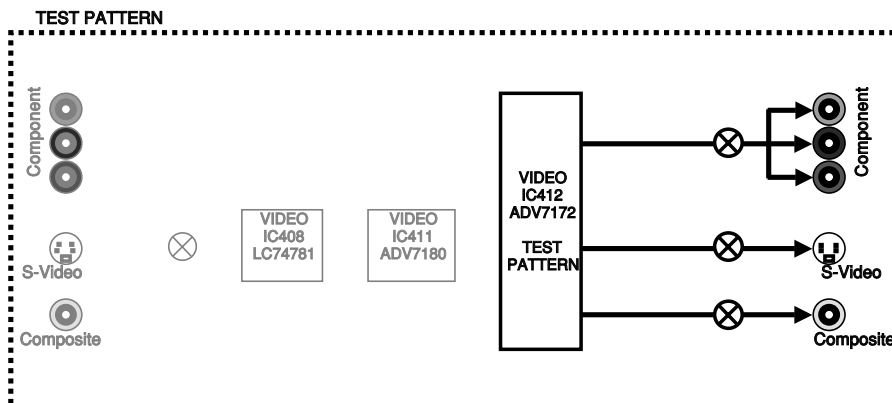 TEST PATTERN
Component
S-Video
Composite
VIDEO
IC408
LC74781
VIDEO
IC411
ADV7180
VIDEO
IC412
ADV7172
TEST
PATTERN
Component
S-Video
Composite